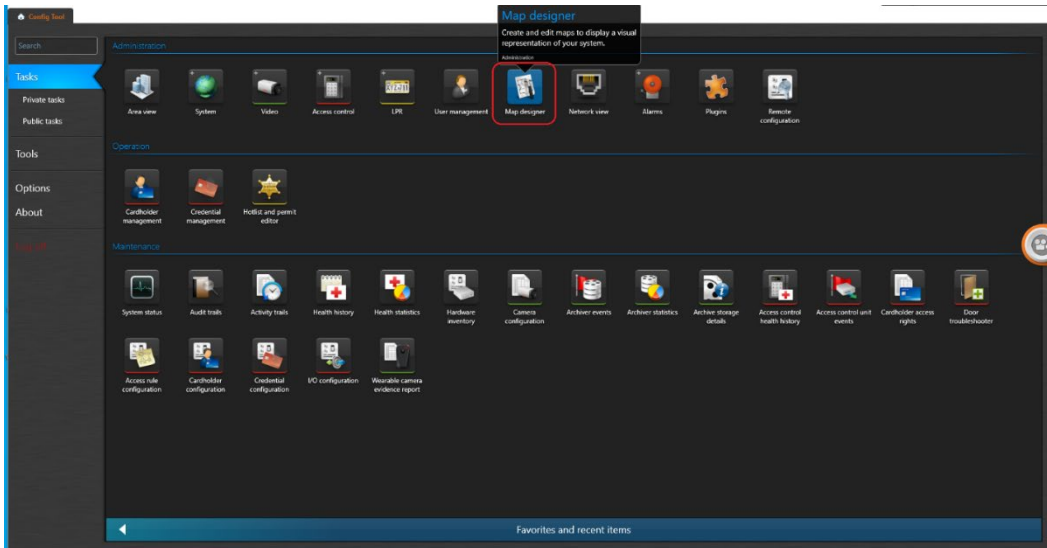 Config Tool
Map designer
Create and edit maps to display a visual
representation of your system.
Administration
Search
Tasks
Private tasks
Public tasks
Tools
Options
About
Administration
Area view
System
Video
Access control
LPR
User management
Map designer
Network view
Alarms
Plugins
Remote
configuration
Operation
Cardholder
management
Credential
management
Hotlist and permit
editor
Maintenance
System status
Audit trails
Activity trails
Health history
Health statistics
Hardware
inventory
Camera
configuration
Archiver events
Archiver statistics
Archive storage
details
Access control
health history
Access control unit
events
Cardholder access
rights
Door
troubleshooter
Access rule
configuration
Cardholder
configuration
Credential
configuration
I/O configuration
Wearable camera
evidence report
Favorites and recent items